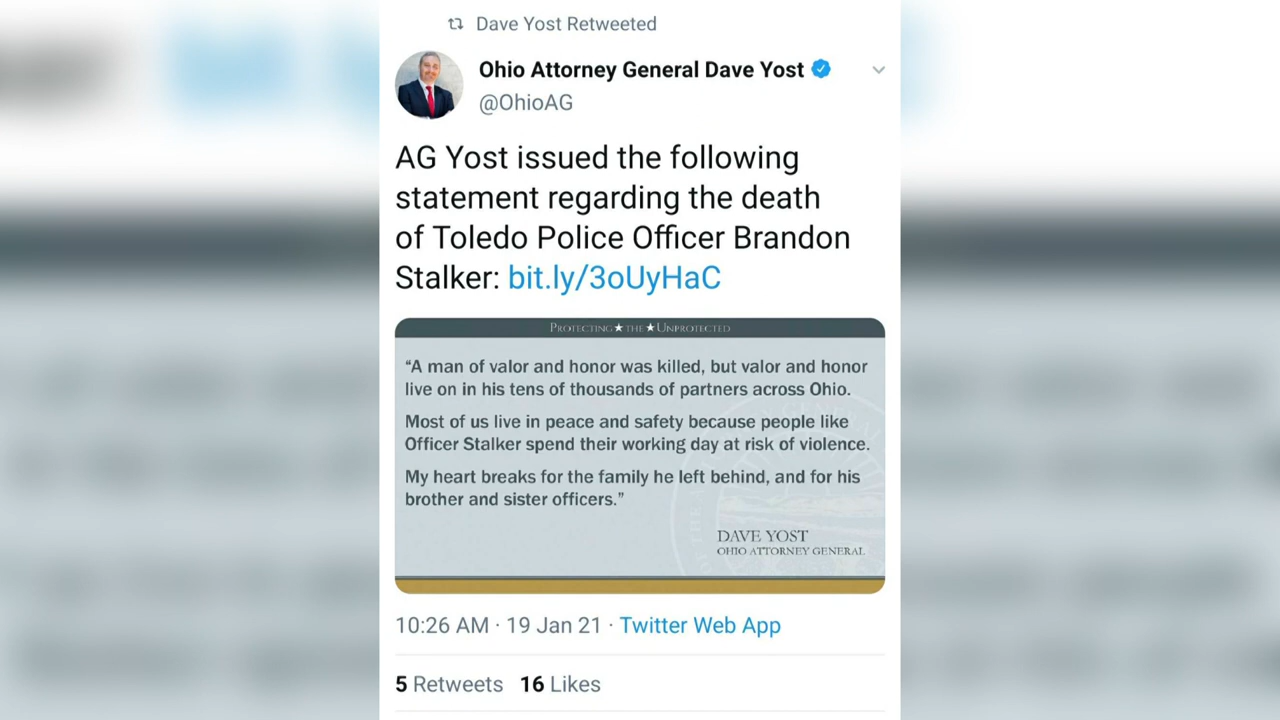 Dave Yost Retweeted
Ohio Attorney General Dave Yost
@OhioAG
AG Yost issued the following
statement regarding the death
of Toledo Police Officer Brandon
Stalker: bit.ly/3oUyHaC
PROTECTING★THE★UNPROTECTED
“A man of valor and honor was killed, but valor and honor
live on in his tens of thousands of partners across Ohio.
Most of us live in peace and safety because people like
Officer Stalker spend their working day at risk of violence.
My heart breaks for the family he left behind, and for his
brother and sister officers.”
DAVE YOST
OHIO ATTORNEY GENERAL
10:26 AM · 19 Jan 21 · Twitter Web App
5 Retweets 16 Likes